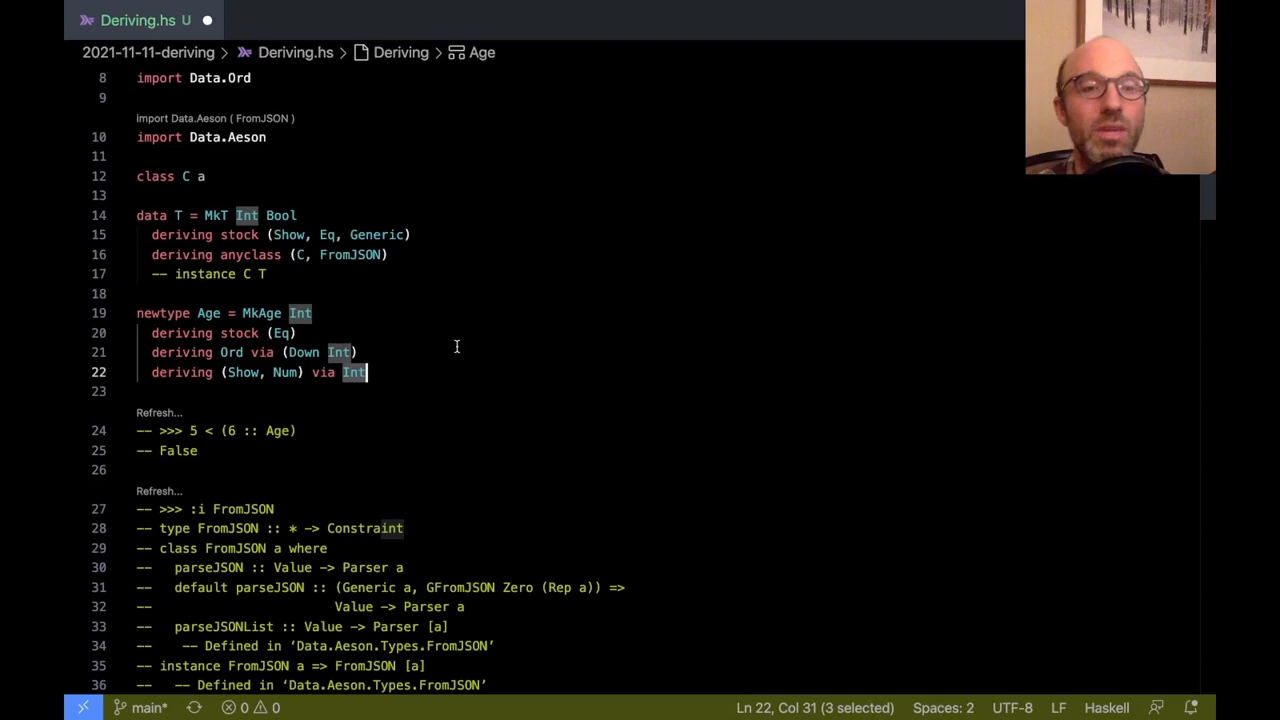 Deriving.hs U
2021-11-11-deriving > Deriving.hs > Deriving > Age
8 import Data.Ord
9
import Data.Aeson ( FromJSON )
10 import Data.Aeson
11
12 class C a
13
14 data T = MkT Int Bool
15 deriving stock (Show, Eq, Generic)
16 deriving anyclass (C, FromJSON)
17 -- instance C T
18
19 newtype Age = MkAge Int
20 deriving stock (Eq)
21 deriving Ord via (Down Int)
22 deriving (Show, Num) via Int
23
Refresh...
24 -- >>> 5 < (6 :: Age)
25 -- False
26
Refresh...
27 -- >>> :i FromJSON
28 -- type FromJSON :: * -> Constraint
29 -- class FromJSON a where
30 -- parseJSON :: Value -> Parser a
31 -- default parseJSON :: (Generic a, GFromJSON Zero (Rep a)) =>
32 -- Value -> Parser a
33 -- parseJSONList :: Value -> Parser [a]
34 -- -- Defined in ‘Data.Aeson.Types.FromJSON’
35 -- instance FromJSON a => FromJSON [a]
36 -- -- Defined in ‘Data.Aeson.Types.FromJSON’
main* 0 0 Ln 22, Col 31 (3 selected) Spaces: 2 UTF-8 LF Haskell